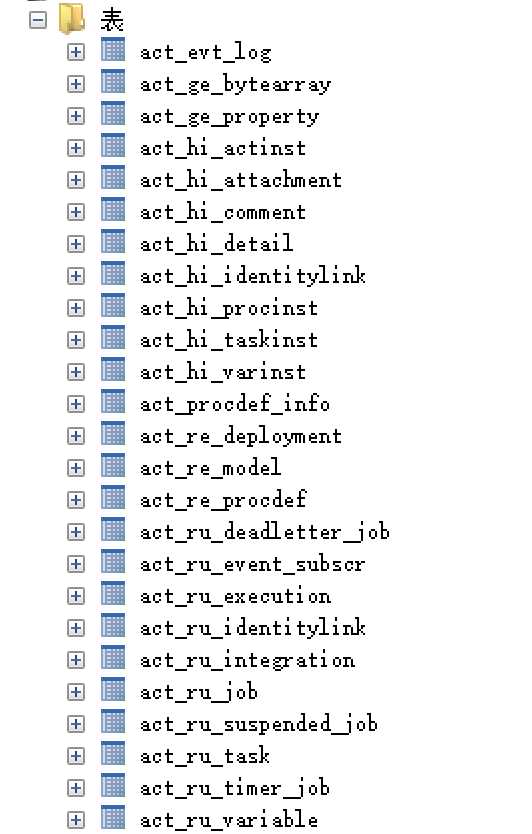 表
act_evt_log
act_ge_bytearray
act_ge_property
act_hi_actinst
act_hi_attachment
act_hi_comment
act_hi_detail
act_hi_identitylink
act_hi_procinst
act_hi_taskinst
act_hi_varinst
act_procdef_info
act_re_deployment
act_re_model
act_re_procdef
act_ru_deadletter_job
act_ru_event_subscr
act_ru_execution
act_ru_identitylink
act_ru_integration
act_ru_job
act_ru_suspended_job
act_ru_task
act_ru_timer_job
act_ru_variable